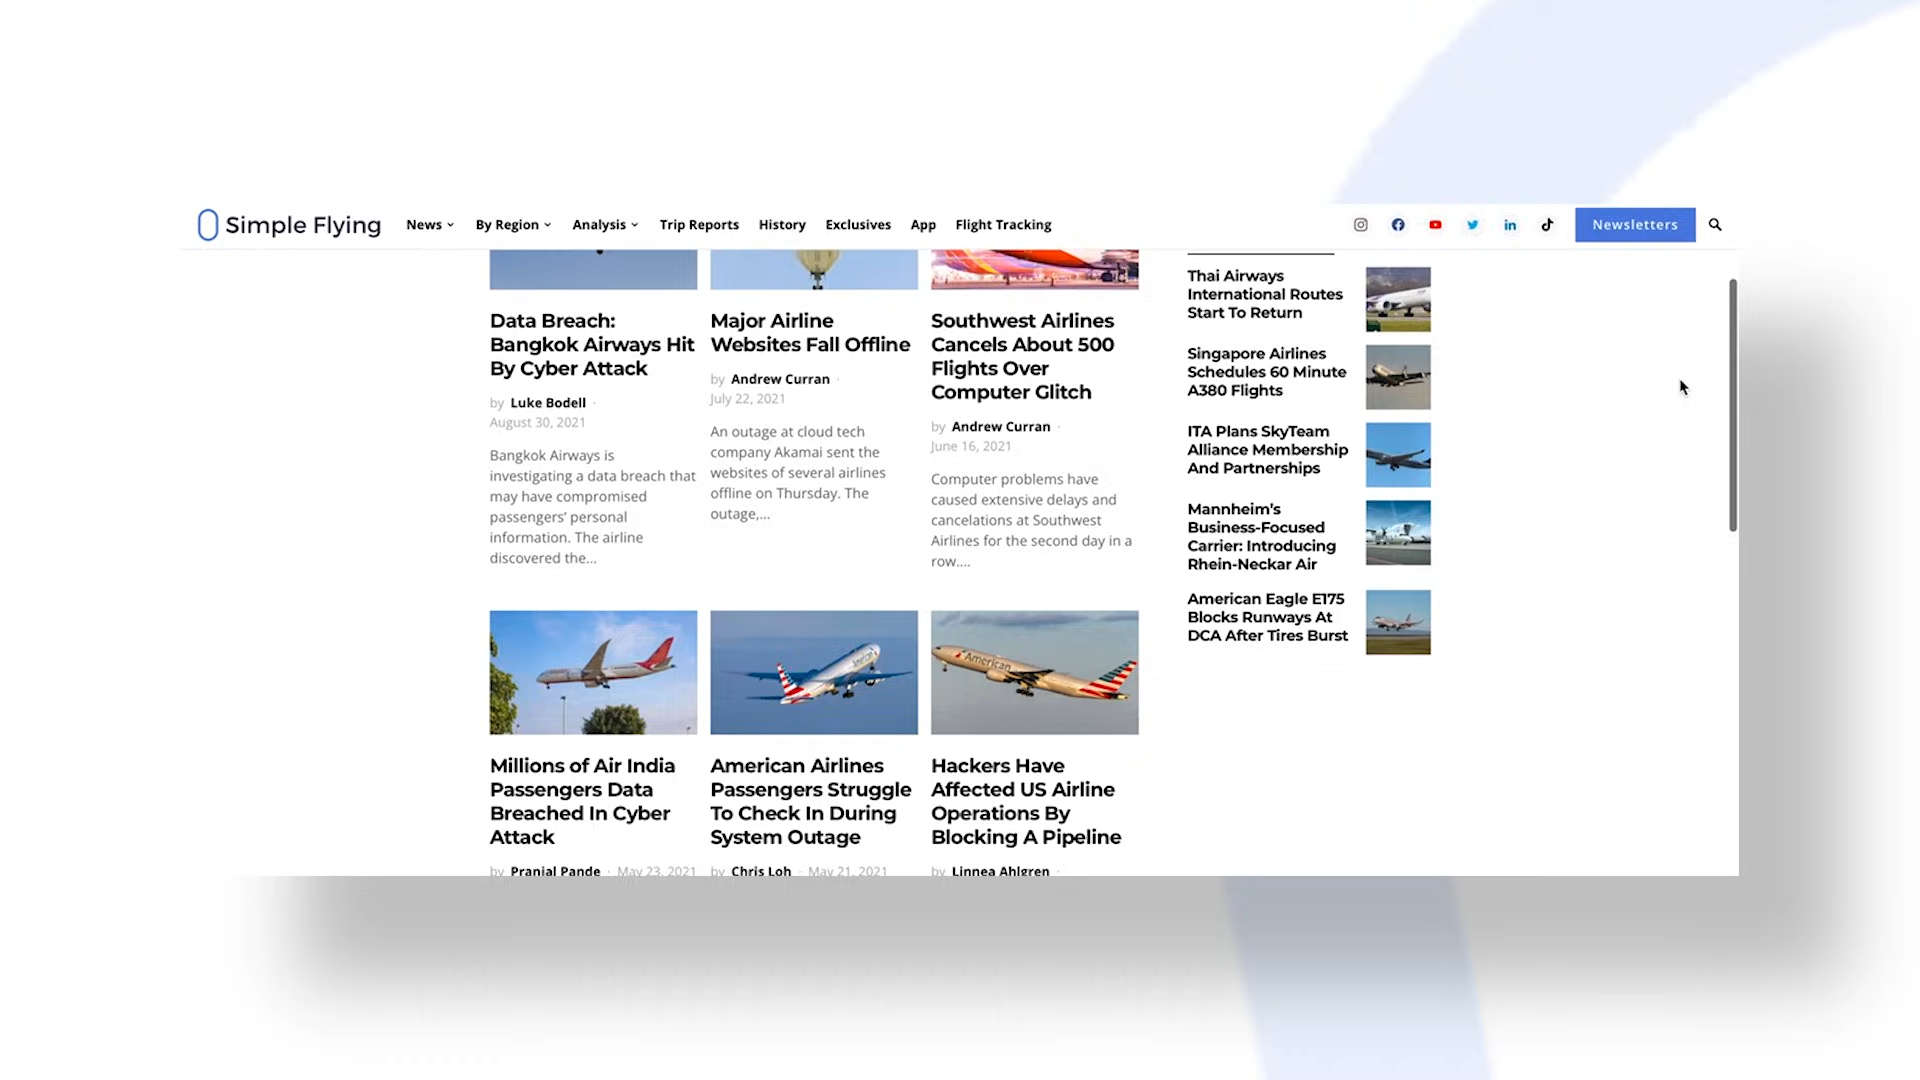 Simple Flying
News
By Region
Analysis
Trip Reports
History
Exclusives
App
Flight Tracking
Newsletters
Data Breach:
Bangkok Airways Hit
By Cyber Attack
by Luke Bodell -
August 30, 2021
Bangkok Airways is
investigating a data breach that
may have compromised
passengers’ personal
information. The airline
discovered the...
Major Airline
Websites Fall Offline
by Andrew Curran ·
July 22, 2021
An outage at cloud tech
company Akamai sent the
websites of several airlines
offline on Thursday. The
outage,...
Southwest Airlines
Cancels About 500
Flights Over
Computer Glitch
by Andrew Curran ·
June 16, 2021
Computer problems have
caused extensive delays and
cancelations at Southwest
Airlines for the second day in a
row....
Thai Airways
International Routes
Start To Return
Singapore Airlines
Schedules 60 Minute
A380 Flights
ITA Plans SkyTeam
Alliance Membership
And Partnerships
Mannheim's
Business-Focused
Carrier: Introducing
Rhein-Neckar Air
American Eagle E175
Blocks Runways At
DCA After Tires Burst
American
American
Millions of Air India
Passengers Data
Breached In Cyber
Attack
by Pranjal Pande · May 23, 2021
American Airlines
Passengers Struggle
To Check In During
System Outage
by Chris Loh · May 21, 2021
Hackers Have
Affected US Airline
Operations By
Blocking A Pipeline
by Linnea Ahlgren ·